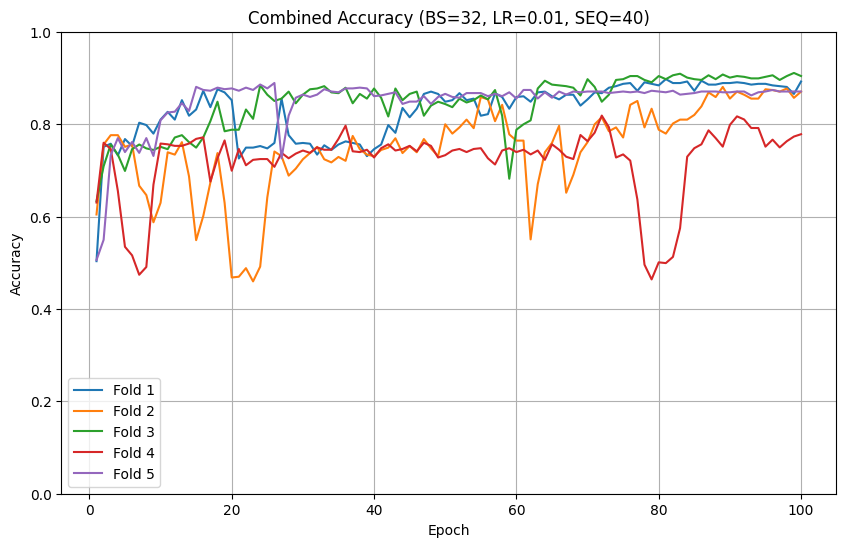 Combined Accuracy (BS=32, LR=0.01, SEQ=40)
1.0
0.8
0.6
0.4
0.2
0.0
Accuracy
Fold 1
Fold 2
Fold 3
Fold 4
Fold 5
0 20 40 60 80 100
Epoch